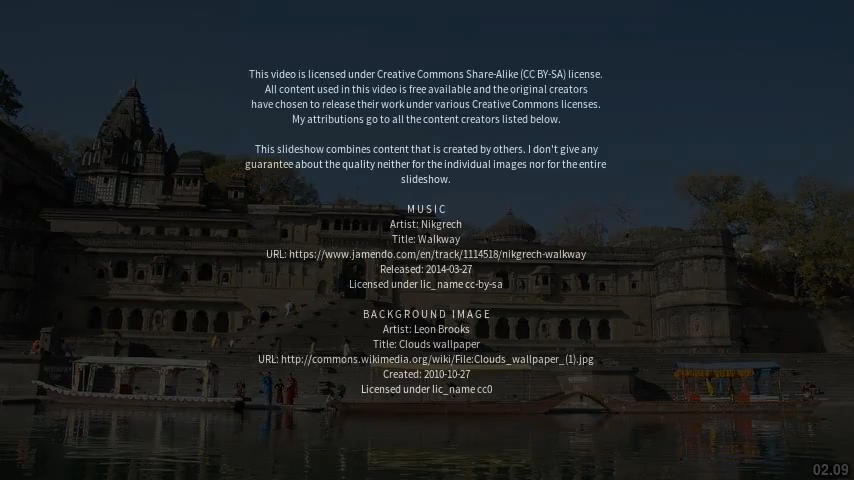 This video is licensed under Creative Commons Share-Alike (CC BY-SA) license.
All content used in this video is free available and the original creators
have chosen to release their work under various Creative Commons licenses.
My attributions go to all the content creators listed below.
This slideshow combines content that is created by others. I don't give any
guarantee about the quality neither for the individual images nor for the entire
slideshow.
MUSIC
Artist: Nikgrech
Title: Walkway
URL: https://www.jamendo.com/en/track/1114518/nikgrech-walkway
Released: 2014-03-27
Licensed under lic_name cc-by-sa
BACKGROUND IMAGE
Artist: Leon Brooks
Title: Clouds wallpaper
URL: http://commons.wikimedia.org/wiki/File:Clouds_wallpaper_(1).jpg
Created: 2010-10-27
Licensed under lic_name cc0
02.09